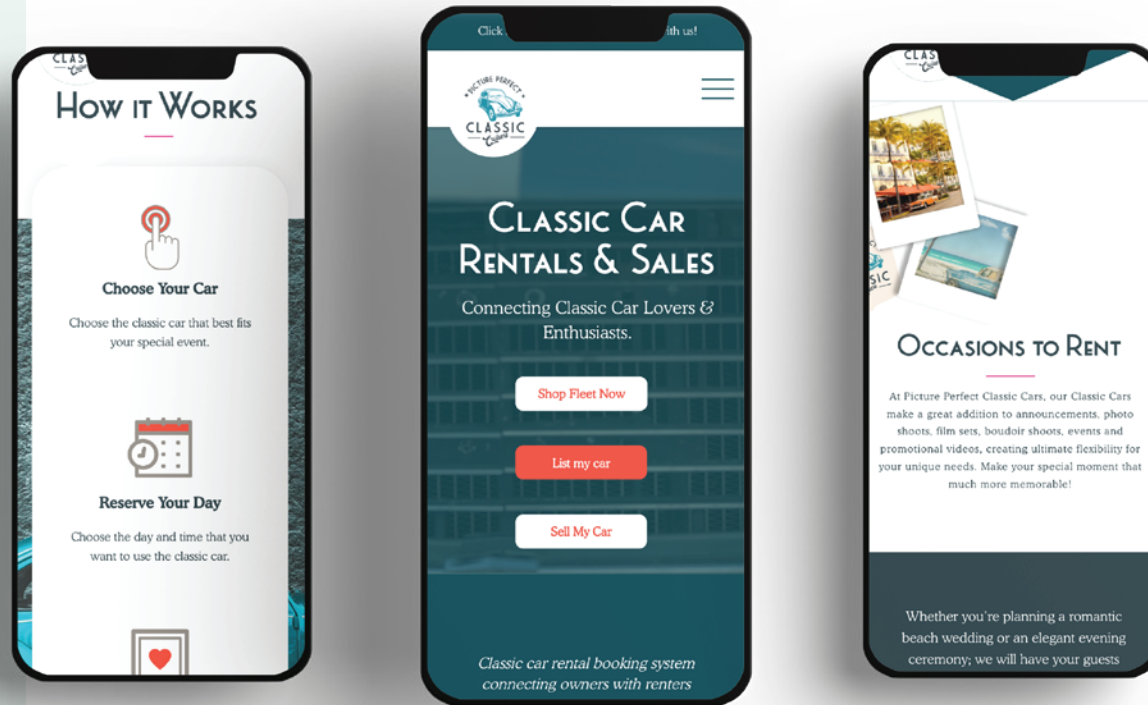 CLAS
HOW IT WORKS
Choose Your Car
Choose the classic car that best fits
your special event.
Reserve Your Day
Choose the day and time that you
want to use the classic car.
Click
ith us!
PICTURE PERFECT
CLASSIC
CLASSIC CAR
RENTALS & SALES
Connecting Classic Car Lovers &
Enthusiasts.
Shop Fleet Now
List my car
Sell My Car
Classic car rental booking system
connecting owners with renters
CLAS
SIC
OCCASIONS TO RENT
At Picture Perfect Classic Cars, our Classic Cars
make a great addition to announcements, photo
shoots, film sets, boudoir shoots, events and
promotional videos, creating ultimate flexibility for
your unique needs. Make your special moment that
much more memorable!
Whether you're planning a romantic
beach wedding or an elegant evening
ceremony; we will have your guests